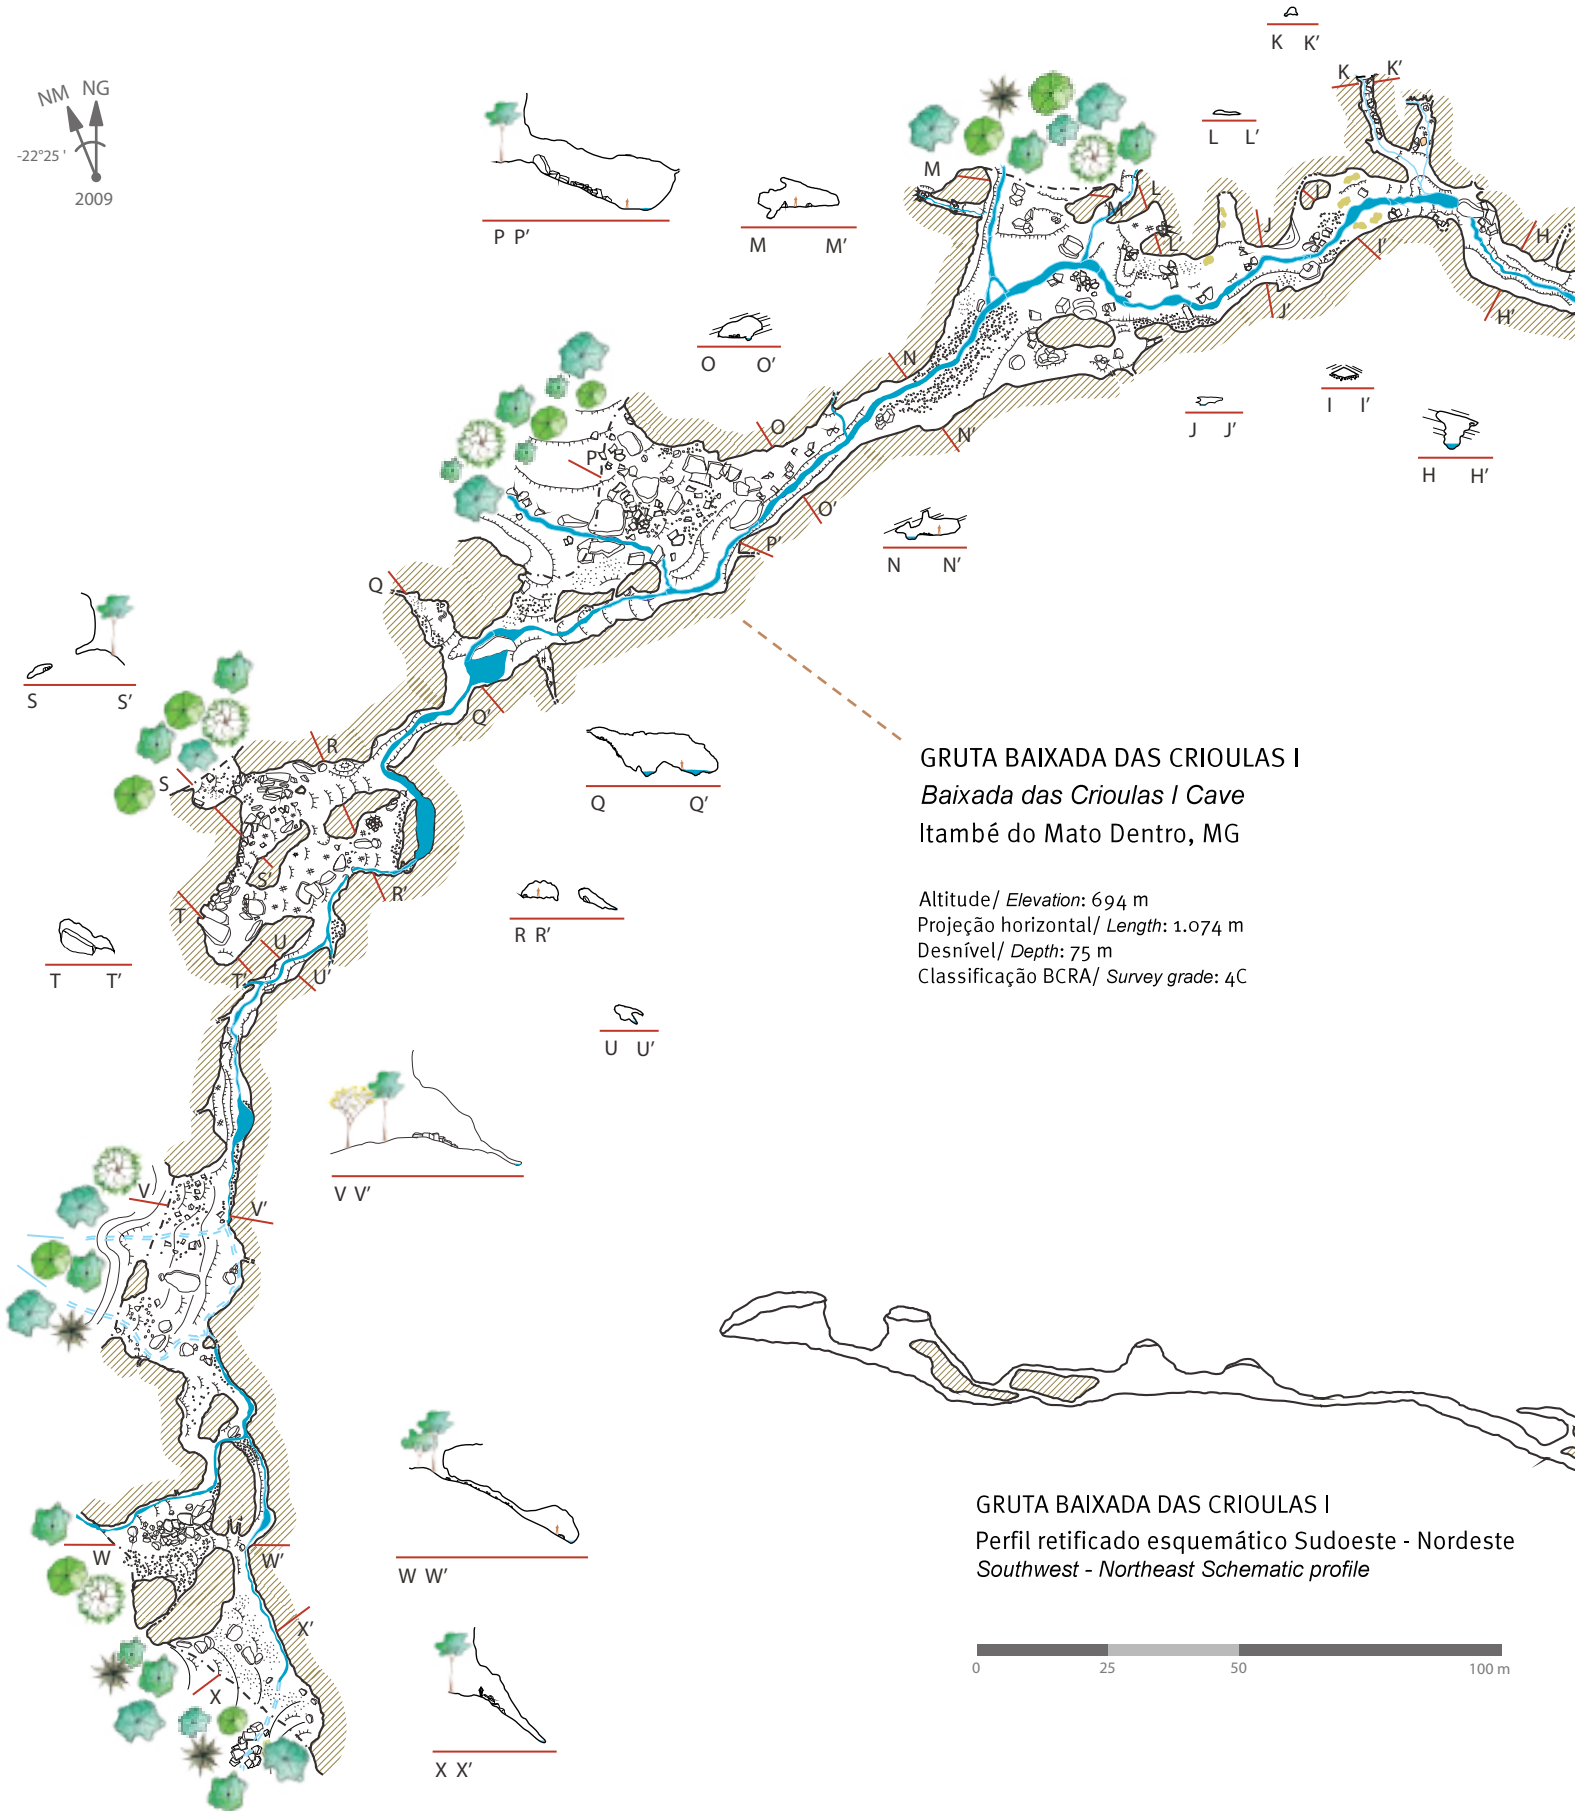 K K'
K K'
NM NG
-22°25 '
2009
L L'
M
L
M
I
L'
J
I'
H
P P'
M M'
J'
H'
O O'
N
I I'
J J'
O
N'
P
H H'
O'
P'
N N'
Q
S S'
Q'
R
S
Q Q'
GRUTA BAIXADA DAS CRIOULAS I
Baixada das Crioulas I Cave
Itambé do Mato Dentro, MG
S'
R'
T
Altitude/ Elevation: 694 m
Projeção horizontal/ Length: 1.074 m
Desnível/ Depth: 75 m
Classificação BCRA/ Survey grade: 4C
R R'
U
T'
U'
T T'
U U'
V V'
V
V'
GRUTA BAIXADA DAS CRIOULAS I
Perfil retificado esquemático Sudoeste - Nordeste
Southwest - Northeast Schematic profile
W
W'
W W'
X'
X
0 25 50 100 m
X X'